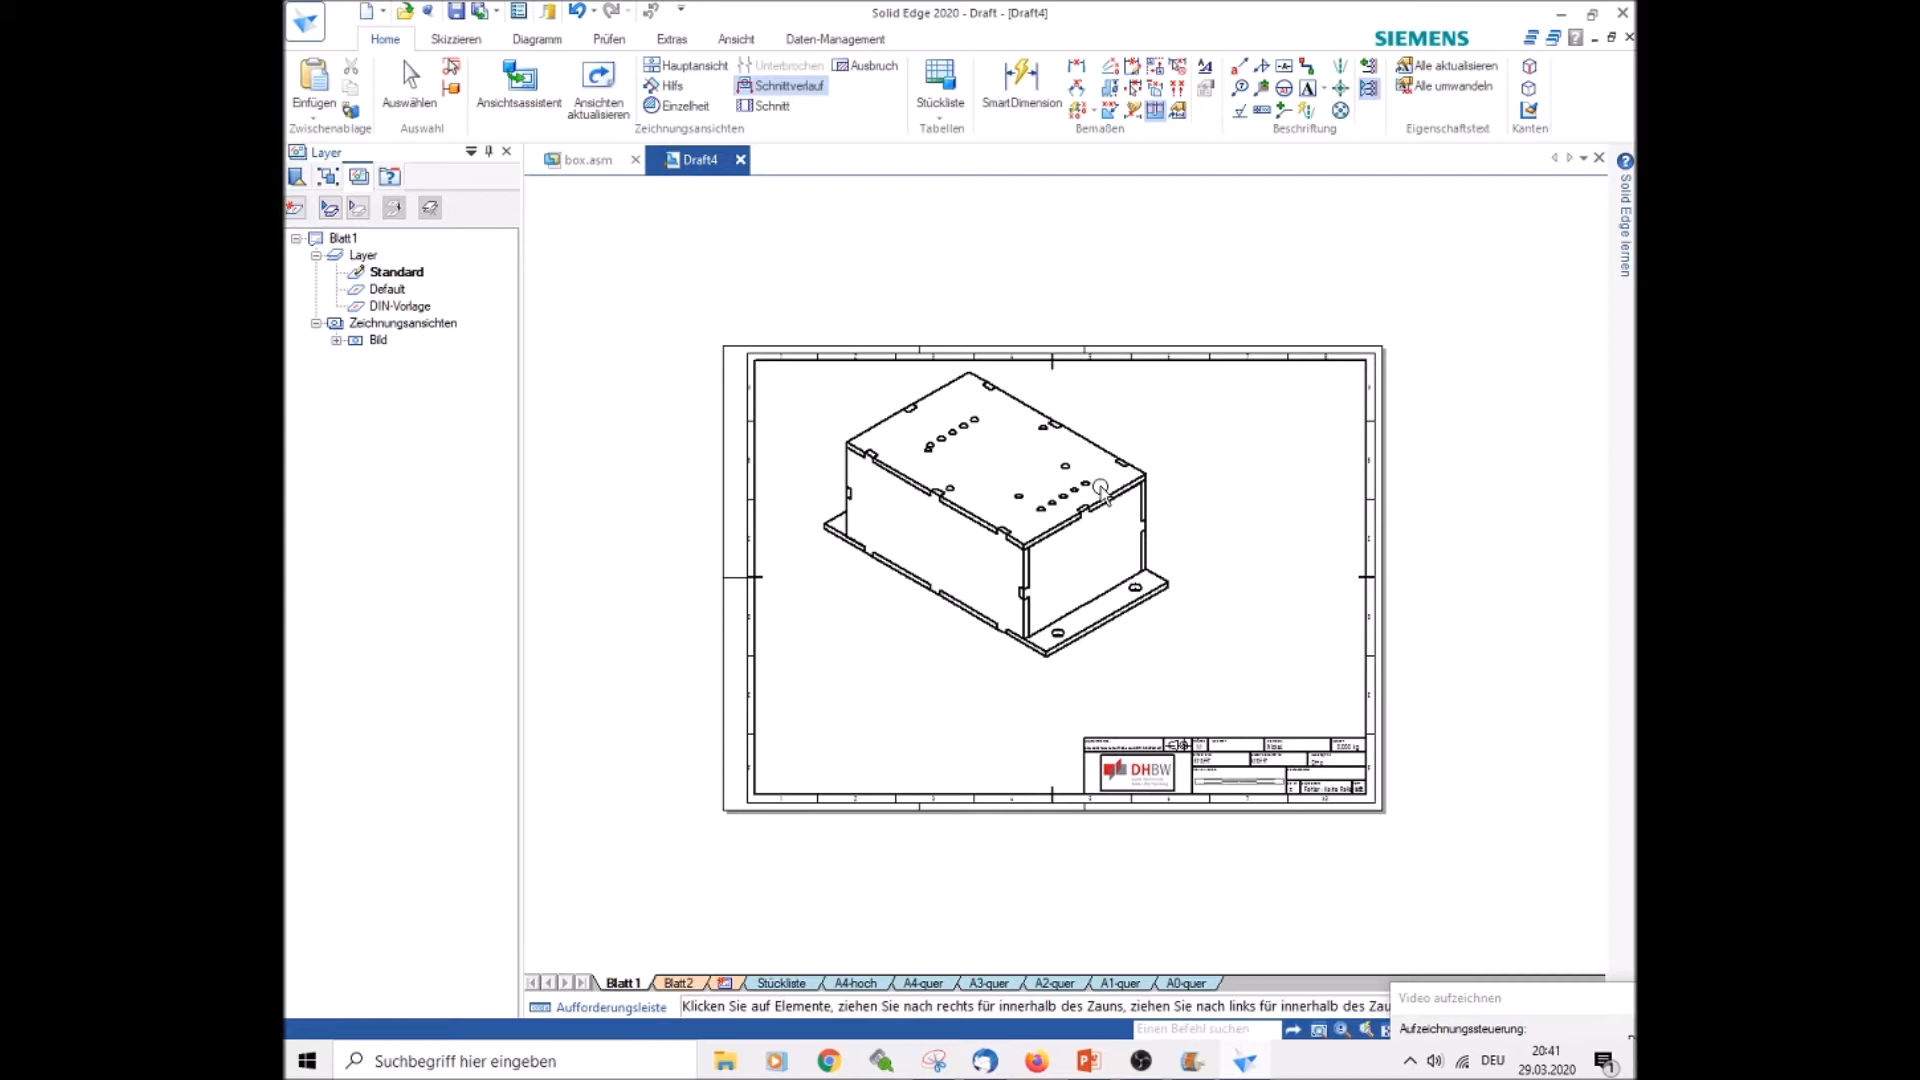 Solid Edge 2020 - Draft - [Draft4]
Home Skizzieren Diagramm Prüfen Extras Ansicht Daten-Management
SIEMENS
Einfügen
Zwischenablage
Auswählen
Auswahl
Ansichtsassistent
Ansichten aktualisieren
Hauptansicht
Hilfs
Einzelheit
Unterbrochen
Schnittverlauf
Schnitt
Ausbruch
Zeichnungsansichten
Stückliste
Tabellen
SmartDimension
Bemaßen
Beschriftung
Alle aktualisieren
Alle umwandeln
Eigenschaftstext
Kanten
Layer
box.asm
Draft4
Solid Edge lernen
Blatt1
Layer
Standard
Default
DIN-Vorlage
Zeichnungsansichten
Bild
DHBW
Blatt1 Blatt2 Stückliste A4-hoch A4-quer A3-quer A2-quer A1-quer A0-quer
Aufforderungsleiste
Klicken Sie auf Elemente, ziehen Sie nach rechts für innerhalb des Zauns, ziehen Sie nach links für innerhalb des Zau
Video aufzeichnen
Einen Befehl suchen
Aufzeichnungssteuerung:
Suchbegriff hier eingeben
DEU
20:41
29.03.2020
1